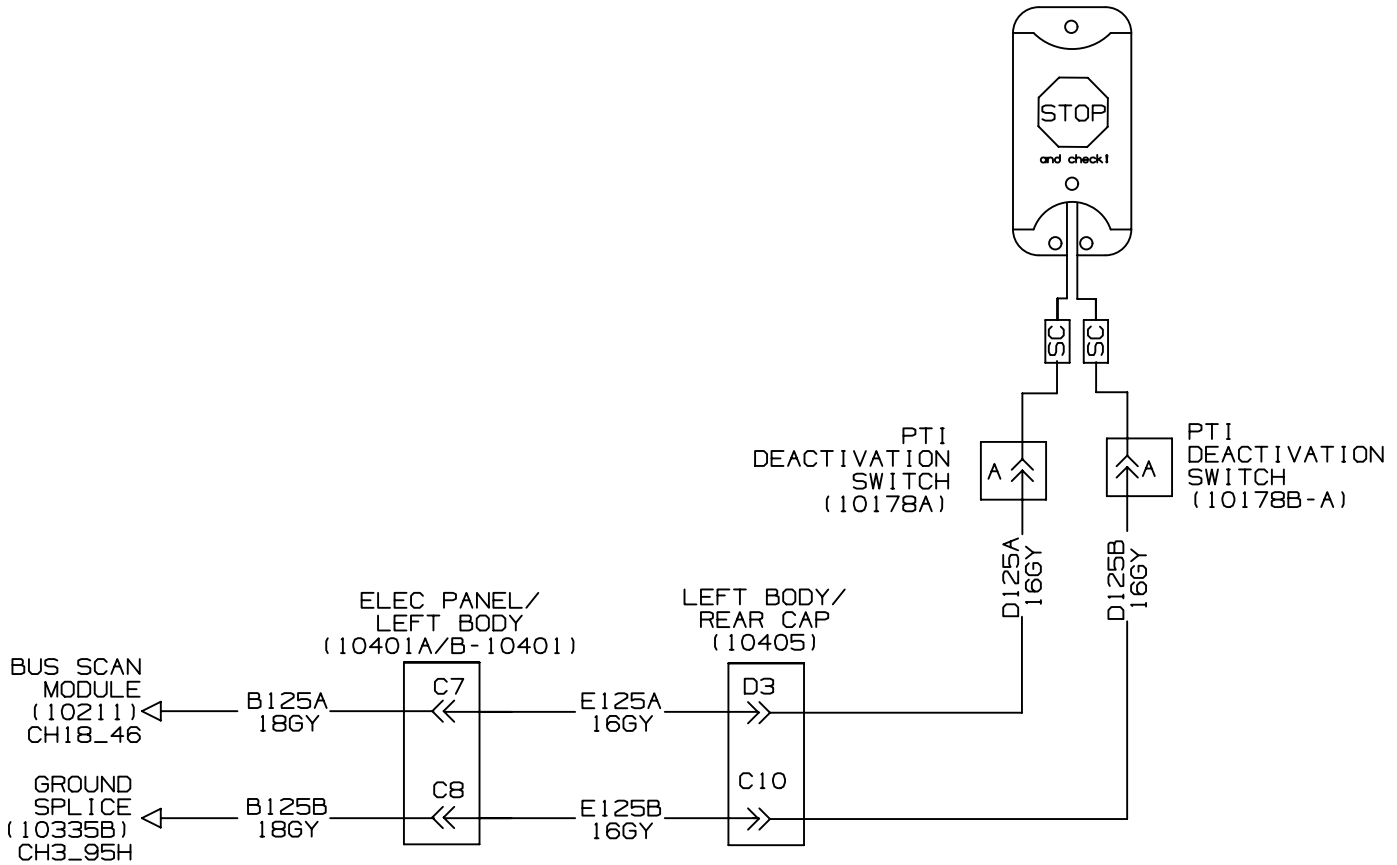 STOP
and check!
SC
SC
PTI
DEACTIVATION
SWITCH
(10178A)
A
A
PTI
DEACTIVATION
SWITCH
(10178B-A)
D125A
16GY
D125B
16GY
ELEC PANEL/
LEFT BODY
(10401A/B-10401)
LEFT BODY/
REAR CAP
(10405)
BUS SCAN
MODULE
(10211)
CH18_46
B125A
18GY
C7
E125A
16GY
D3
GROUND
SPLICE
(10335B)
CH3_95H
B125B
18GY
C8
E125B
16GY
C10